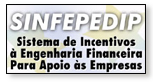 SINFEPEDIP
Sistema de Incentivos
à Engenharia Financeira
Para Apoio às Empresas